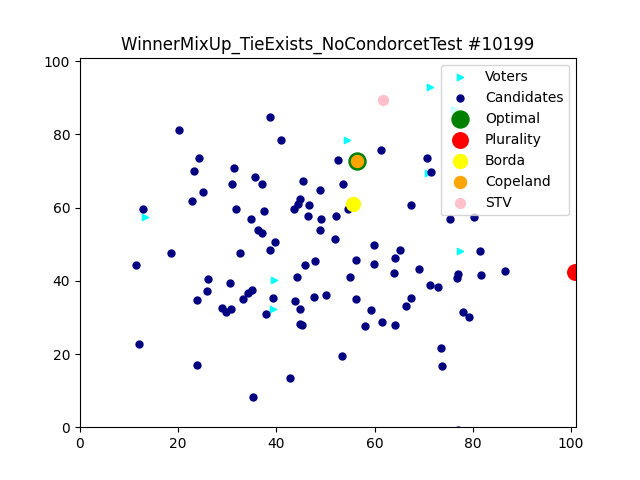 WinnerMixUp_TieExists_NoCondorcetTest #10199
100
80
60
40
20
0
0
20
40
60
80
100
Voters
Candidates
Optimal
Plurality
Borda
Copeland
STV